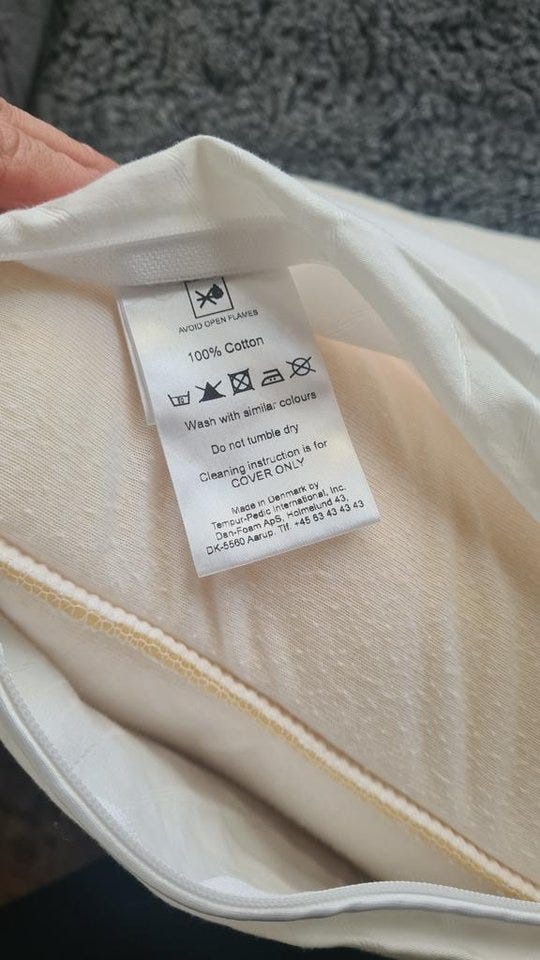 AVOID OPEN FLAMES
100% Cotton
Wash with similar colours
Do not tumble dry
Cleaning instruction is for
COVER ONLY
Made in Denmark by
Tempur-Pedic International, Inc.
Dan-Foam ApS, Holmelund 43,
DK-5560 Aarup. Tlf. +45 63 43 43 43